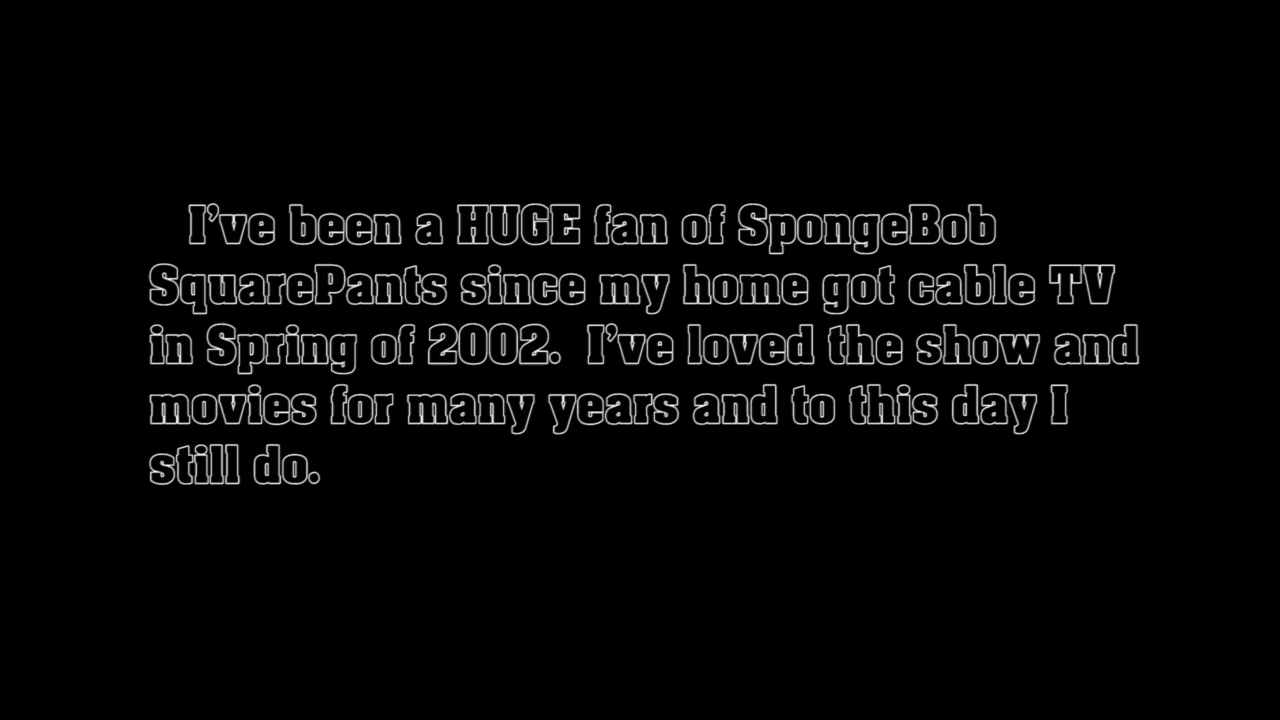 I've been a HUGE fan of SpongeBob
SquarePants since my home got cable TV
in Spring of 2002.  I've loved the show and
movies for many years and to this day I
still do.